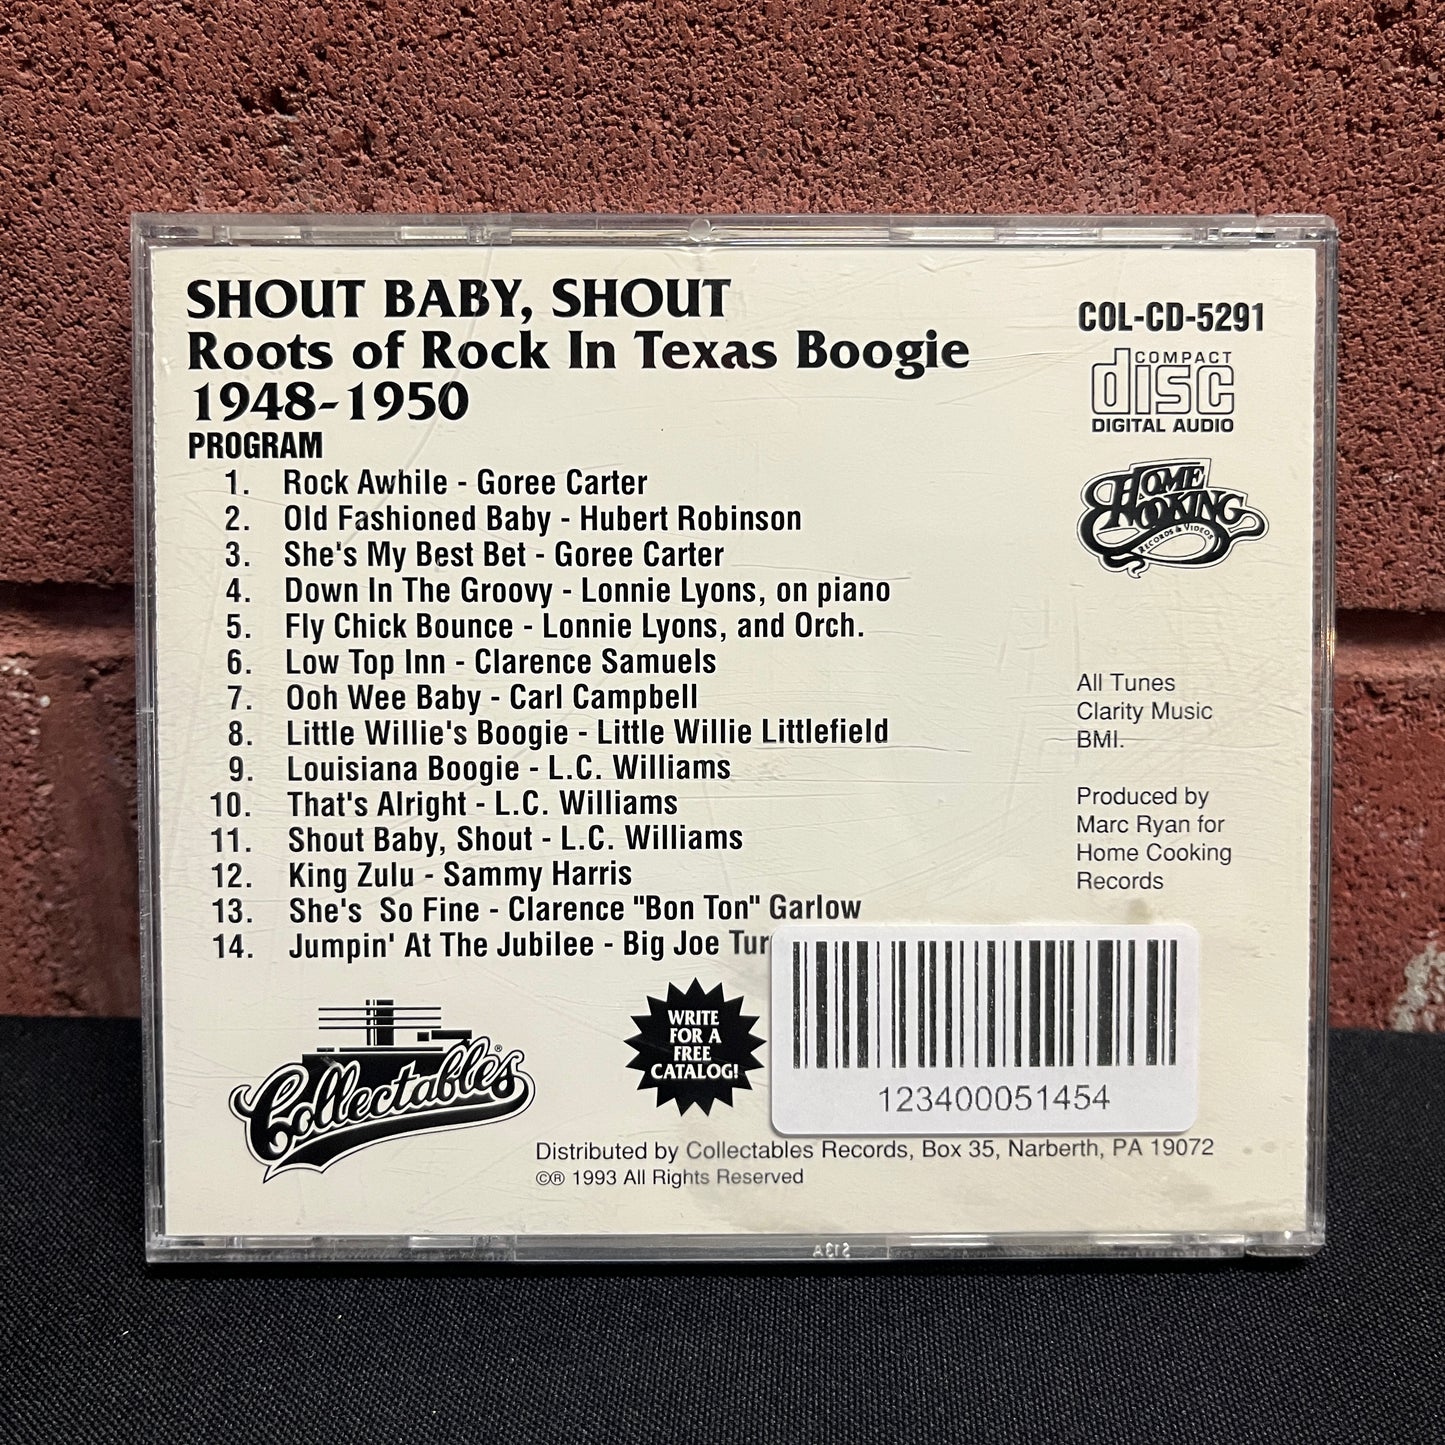 SHOUT BABY, SHOUT
Roots of Rock In Texas Boogie
1948-1950
PROGRAM
1. Rock Awhile - Goree Carter
2. Old Fashioned Baby - Hubert Robinson
3. She's My Best Bet - Goree Carter
4. Down In The Groovy - Lonnie Lyons, on piano
5. Fly Chick Bounce - Lonnie Lyons, and Orch.
6. Low Top Inn - Clarence Samuels
7. Ooh Wee Baby - Carl Campbell
8. Little Willie's Boogie - Little Willie Littlefield
9. Louisiana Boogie - L.C. Williams
10. That's Alright - L.C. Williams
11. Shout Baby, Shout - L.C. Williams
12. King Zulu - Sammy Harris
13. She's So Fine - Clarence "Bon Ton" Garlow
14. Jumpin' At The Jubilee - Big Joe Tur
COL-CD-5291
COMPACT
disc
DIGITAL AUDIO
HOME
COOKING
RECORDS & VIDEOS
All Tunes
Clarity Music
BMI.
Produced by
Marc Ryan for
Home Cooking
Records
Collectables®
WRITE
FOR A
FREE
CATALOG!
123400051454
Distributed by Collectables Records, Box 35, Narberth, PA 19072
©® 1993 All Rights Reserved